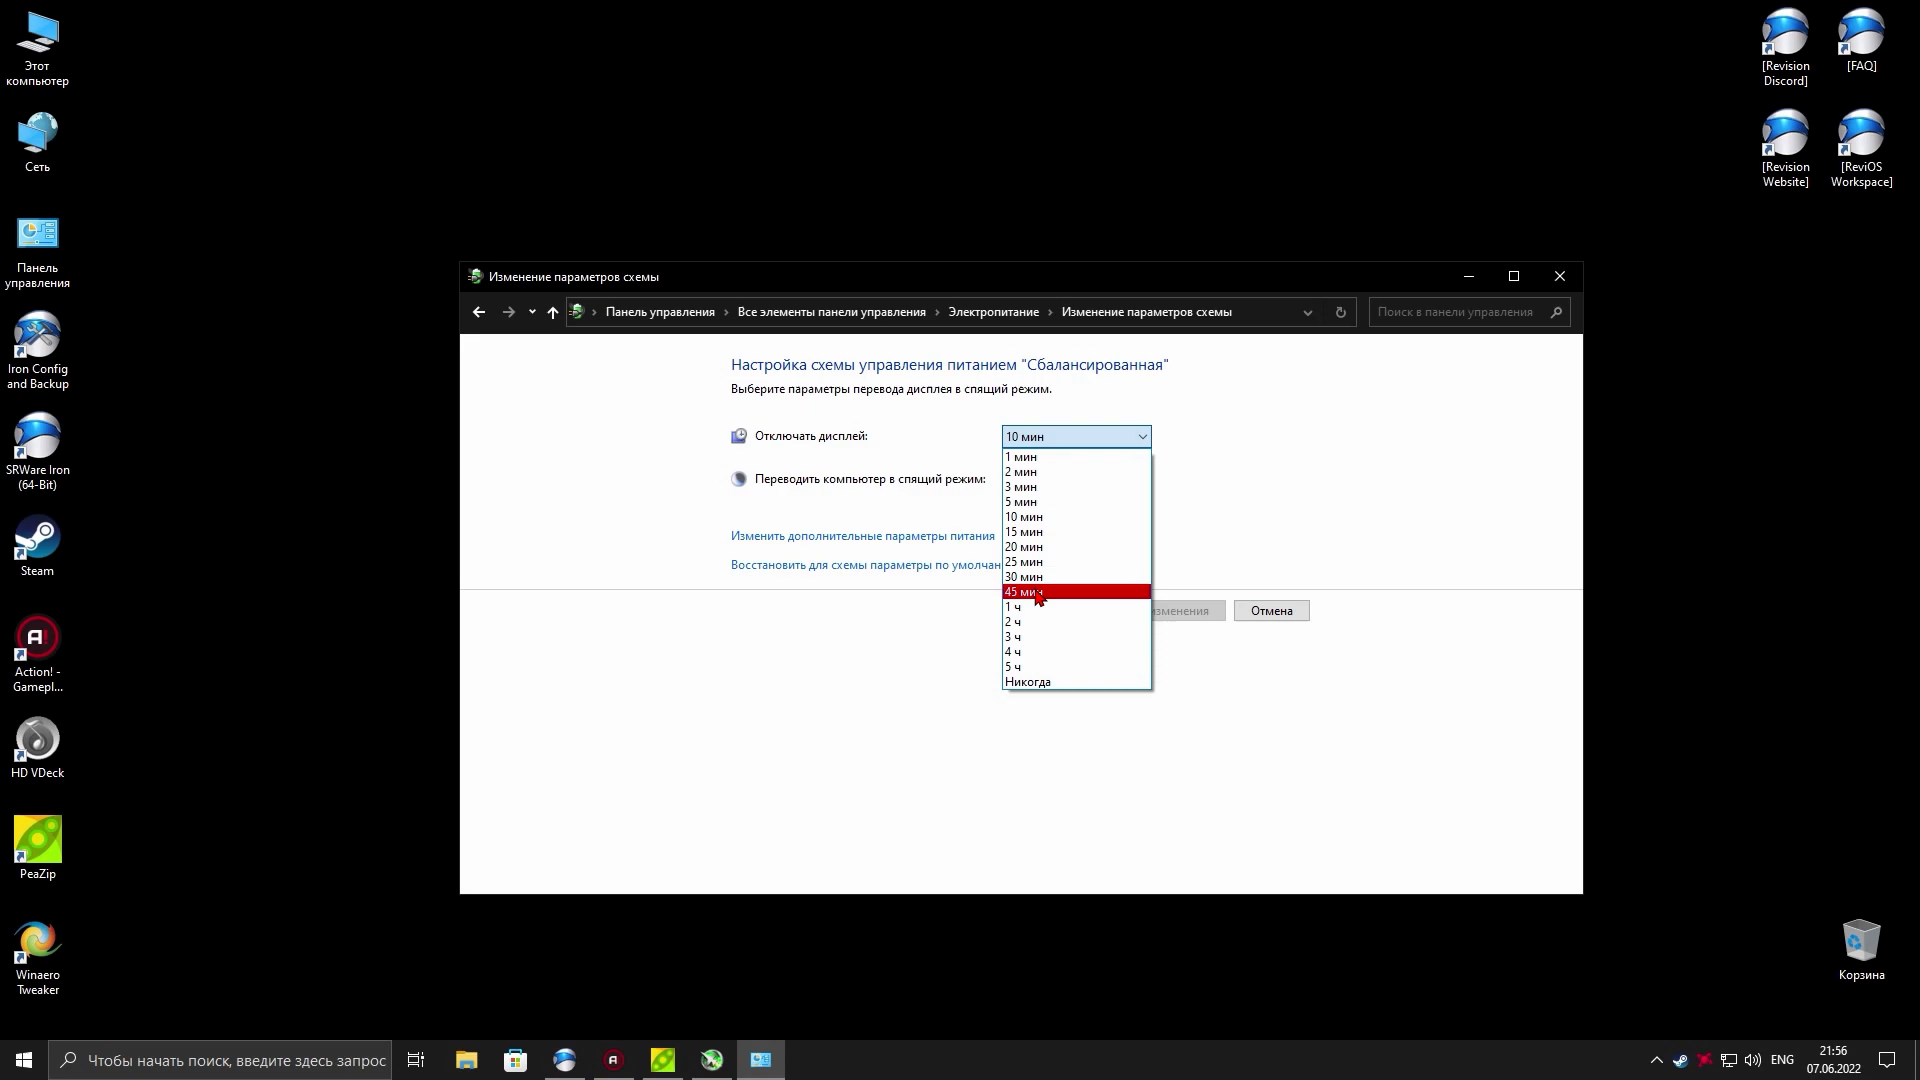 Этот
компьютер
Сеть
Панель
управления
Iron Config
and Backup
SRWare Iron
(64-Bit)
Steam
Action! -
Gamepl...
HD VDeck
PeaZip
Winaero
Tweaker
[Revision
Discord]
[FAQ]
[Revision
Website]
[ReviOS
Workspace]
Изменение параметров схемы
Панель управления
Все элементы панели управления
Электропитание
Изменение параметров схемы
Поиск в панели управления
Настройка схемы управления питанием "Сбалансированная"
Выберите параметры перевода дисплея в спящий режим.
Отключать дисплей:
10 мин
Переводить компьютер в спящий режим:
1 мин
2 мин
3 мин
5 мин
10 мин
15 мин
20 мин
25 мин
30 мин
45 мин
1 ч
2 ч
3 ч
4 ч
5 ч
Никогда
Изменить дополнительные параметры питания
Восстановить для схемы параметры по умолчан
изменения
Отмена
Корзина
Чтобы начать поиск, введите здесь запрос
ENG
21:56
07.06.2022